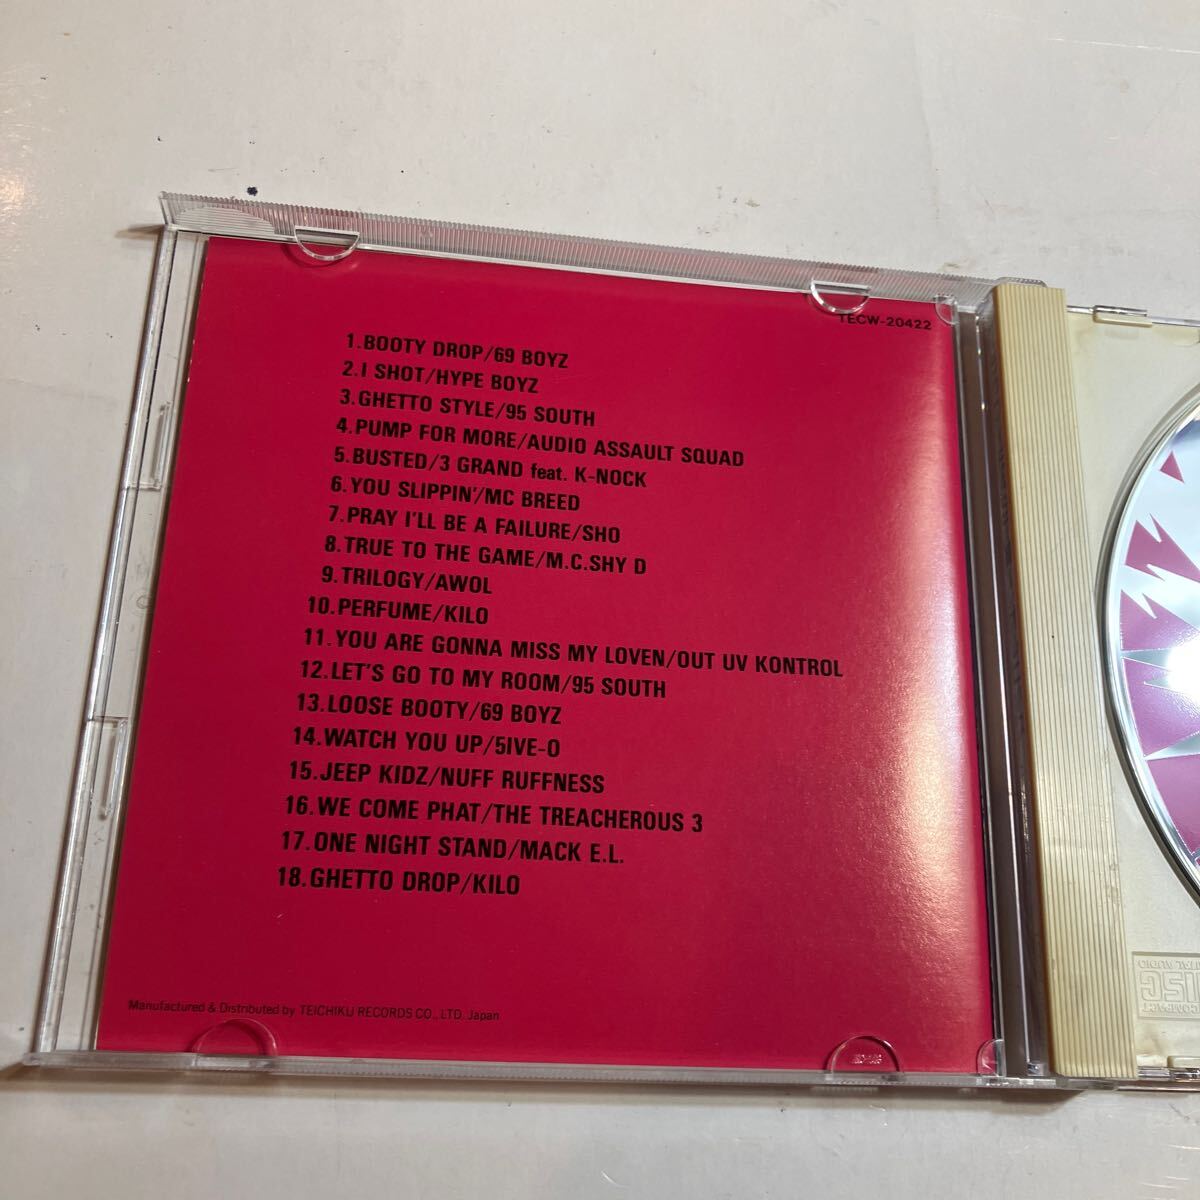 TECW-20422
1.BOOTY DROP/69 BOYZ
2.I SHOT/HYPE BOYZ
3.GHETTO STYLE/95 SOUTH
4.PUMP FOR MORE/AUDIO ASSAULT SQUAD
5.BUSTED/3 GRAND feat. K-NOCK
6.YOU SLIPPIN'/MC BREED
7.PRAY I'LL BE A FAILURE/SHO
8.TRUE TO THE GAME/M.C.SHY D
9.TRILOGY/AWOL
10.PERFUME/KILO
11.YOU ARE GONNA MISS MY LOVEN/OUT UV KONTROL
12.LET'S GO TO MY ROOM/95 SOUTH
13.LOOSE BOOTY/69 BOYZ
14.WATCH YOU UP/5IVE-O
15.JEEP KIDZ/NUFF RUFFNESS
16.WE COME PHAT/THE TREACHEROUS 3
17.ONE NIGHT STAND/MACK E.L.
18.GHETTO DROP/KILO
Manufactured & Distributed by TEICHIKU RECORDS CO., LTD. Japan
COMPACT
DISC
DIGITAL AUDIO